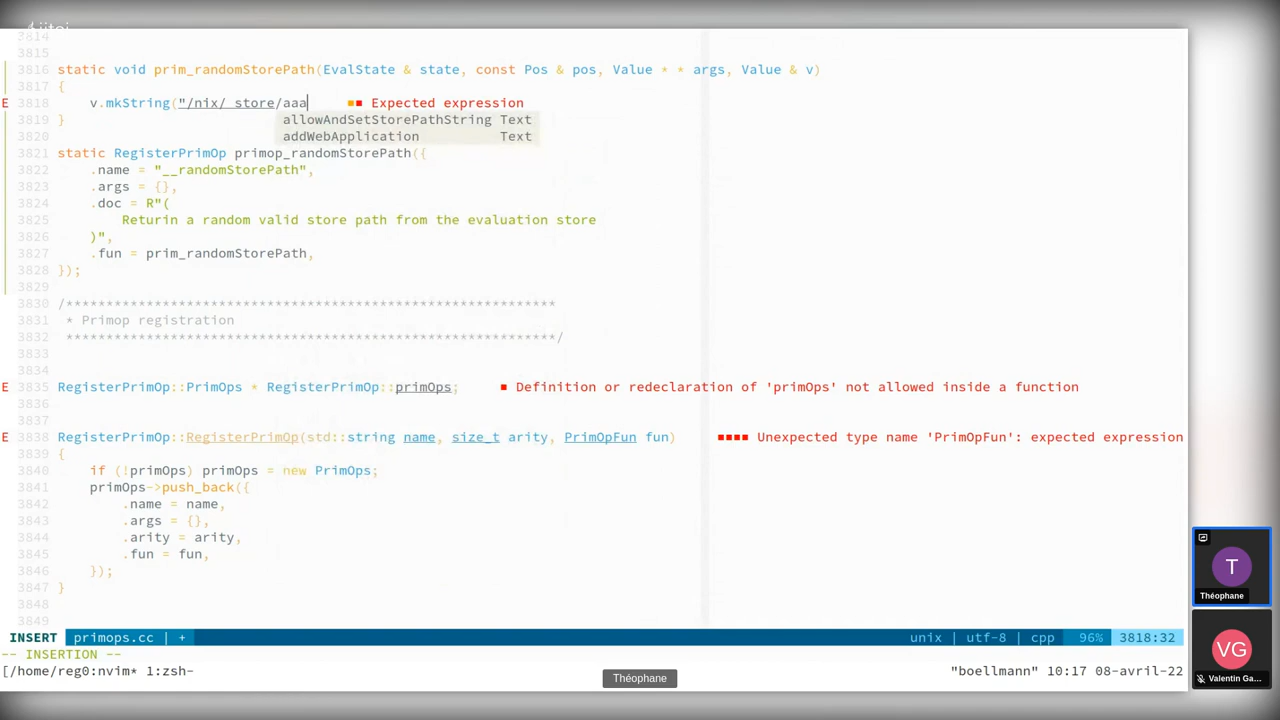 Jitsi
3814
3815
3816 static void prim_randomStorePath(EvalState & state, const Pos & pos, Value * * args, Value & v)
3817 {
E 3818 v.mkString("/nix/ store/aaa ■■ Expected expression
3819 }
allowAndSetStorePathString Text
3820
addWebApplication Text
3821 static RegisterPrimOp primop_randomStorePath({
3822 .name = "__randomStorePath",
3823 .args = {},
3824 .doc = R"(
3825 Returin a random valid store path from the evaluation store
3826 )",
3827 .fun = prim_randomStorePath,
3828 });
3829
3830 /*************************************************************
3831 * Primop registration
3832 *************************************************************/
3833
3834
E 3835 RegisterPrimOp::PrimOps * RegisterPrimOp::primOps; ■ Definition or redeclaration of 'primOps' not allowed inside a function
3836
3837
E 3838 RegisterPrimOp::RegisterPrimOp(std::string name, size_t arity, PrimOpFun fun) ■■■■ Unexpected type name 'PrimOpFun': expected expression
3839 {
3840 if (!primOps) primOps = new PrimOps;
3841 primOps->push_back({
3842 .name = name,
3843 .args = {},
3844 .arity = arity,
3845 .fun = fun,
3846 });
3847 }
3848
3849
INSERT primops.cc | + unix | utf-8 | cpp 96% 3818:32
-- INSERTION --
[/home/reg0:nvim* 1:zsh- "boellmann" 10:17 08-avril-22
Théophane
T
Théophane
VG
Valentin Ga...